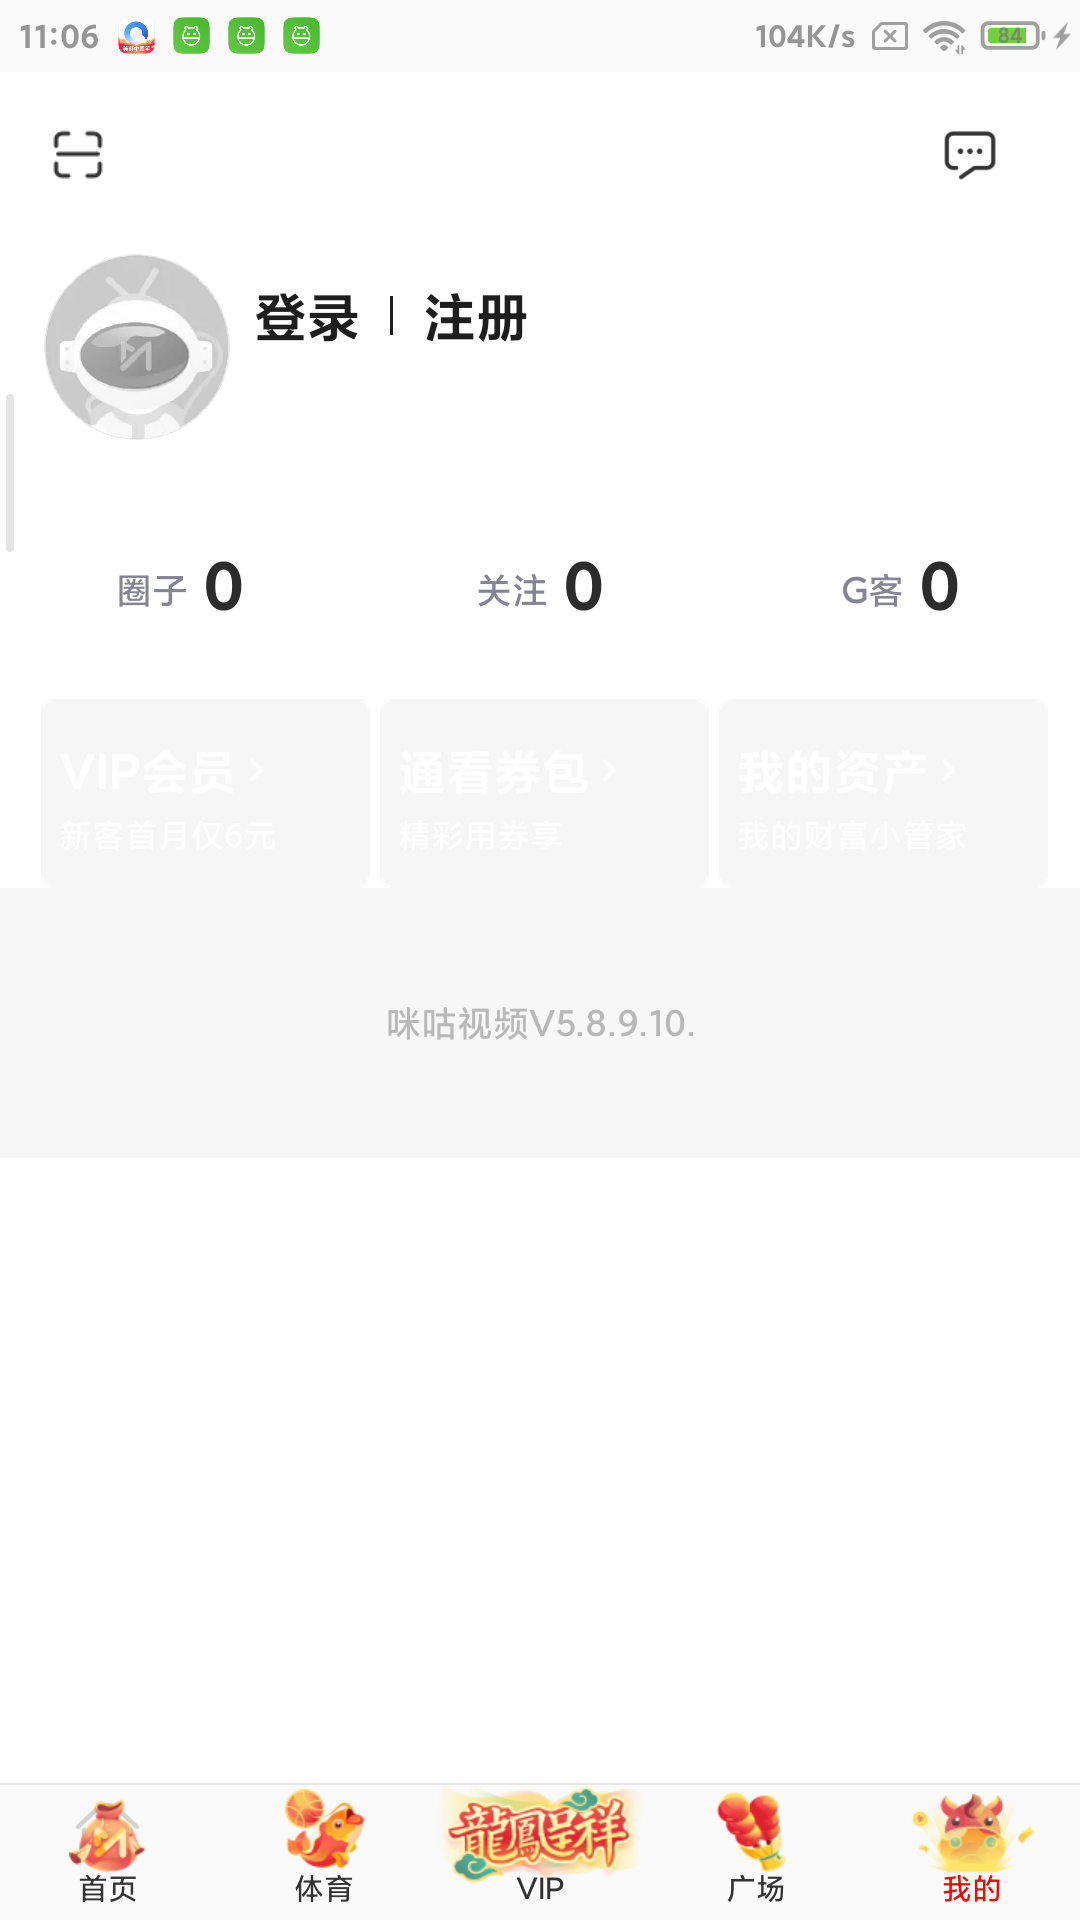 11:06 104K/s 84
登录 | 注册
圈子 0 关注 0 G客 0
VIP会员 通看券包 我的资产
新客首月仅6元 精彩用券享 我的财富小管家
咪咕视频V5.8.9.10.
龍鳳呈祥
首页 体育 VIP 广场 我的